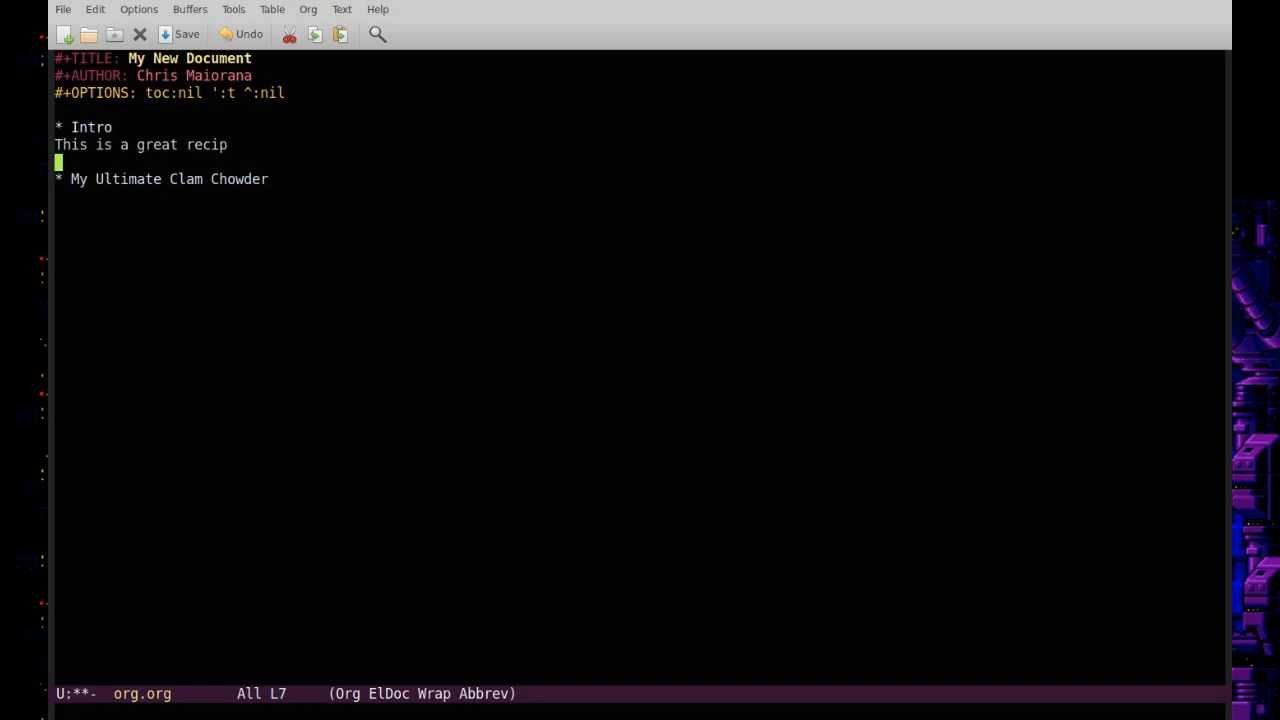 File Edit Options Buffers Tools Table Org Text Help
Save Undo
#+TITLE: My New Document
#+AUTHOR: Chris Maiorana
#+OPTIONS: toc:nil ':t ^:nil
* Intro
This is a great recip
* My Ultimate Clam Chowder
U:**- org.org All L7 (Org ElDoc Wrap Abbrev)